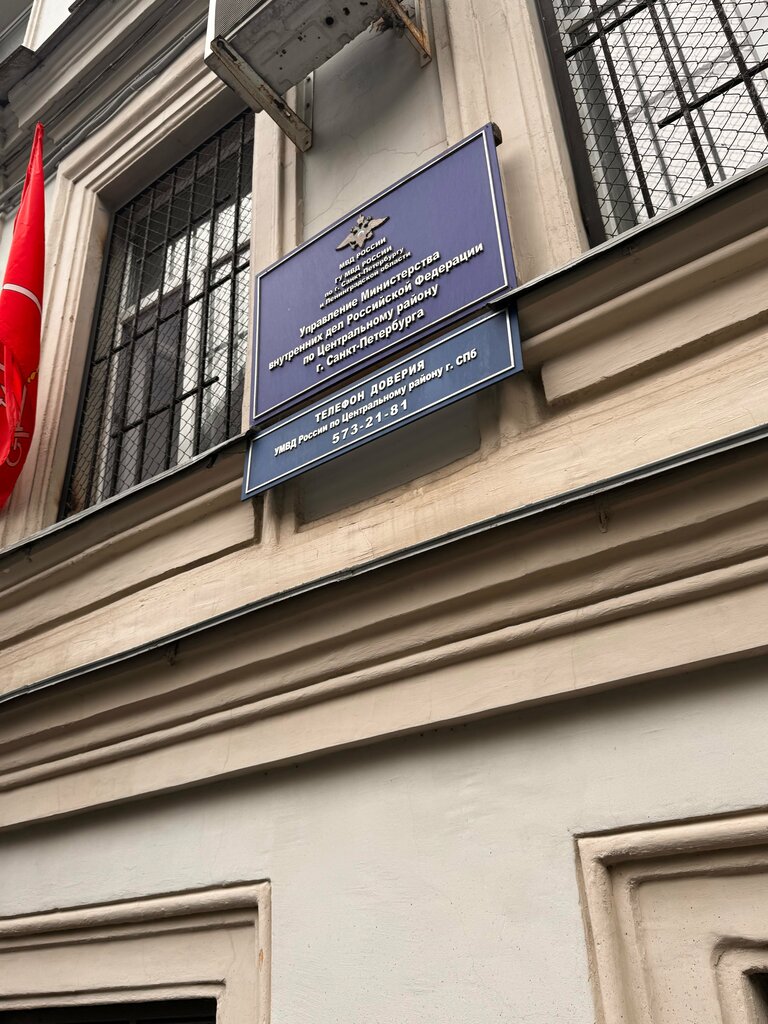 МВД РОССИИ
ГУ МВД РОССИИ
по г. Санкт-Петербургу
и Ленинградской области
Управление Министерства
внутренних дел Российской Федерации
по Центральному району
г. Санкт-Петербурга
ТЕЛЕФОН ДОВЕРИЯ
УМВД России по Центральному району г. СПб
573-21-81